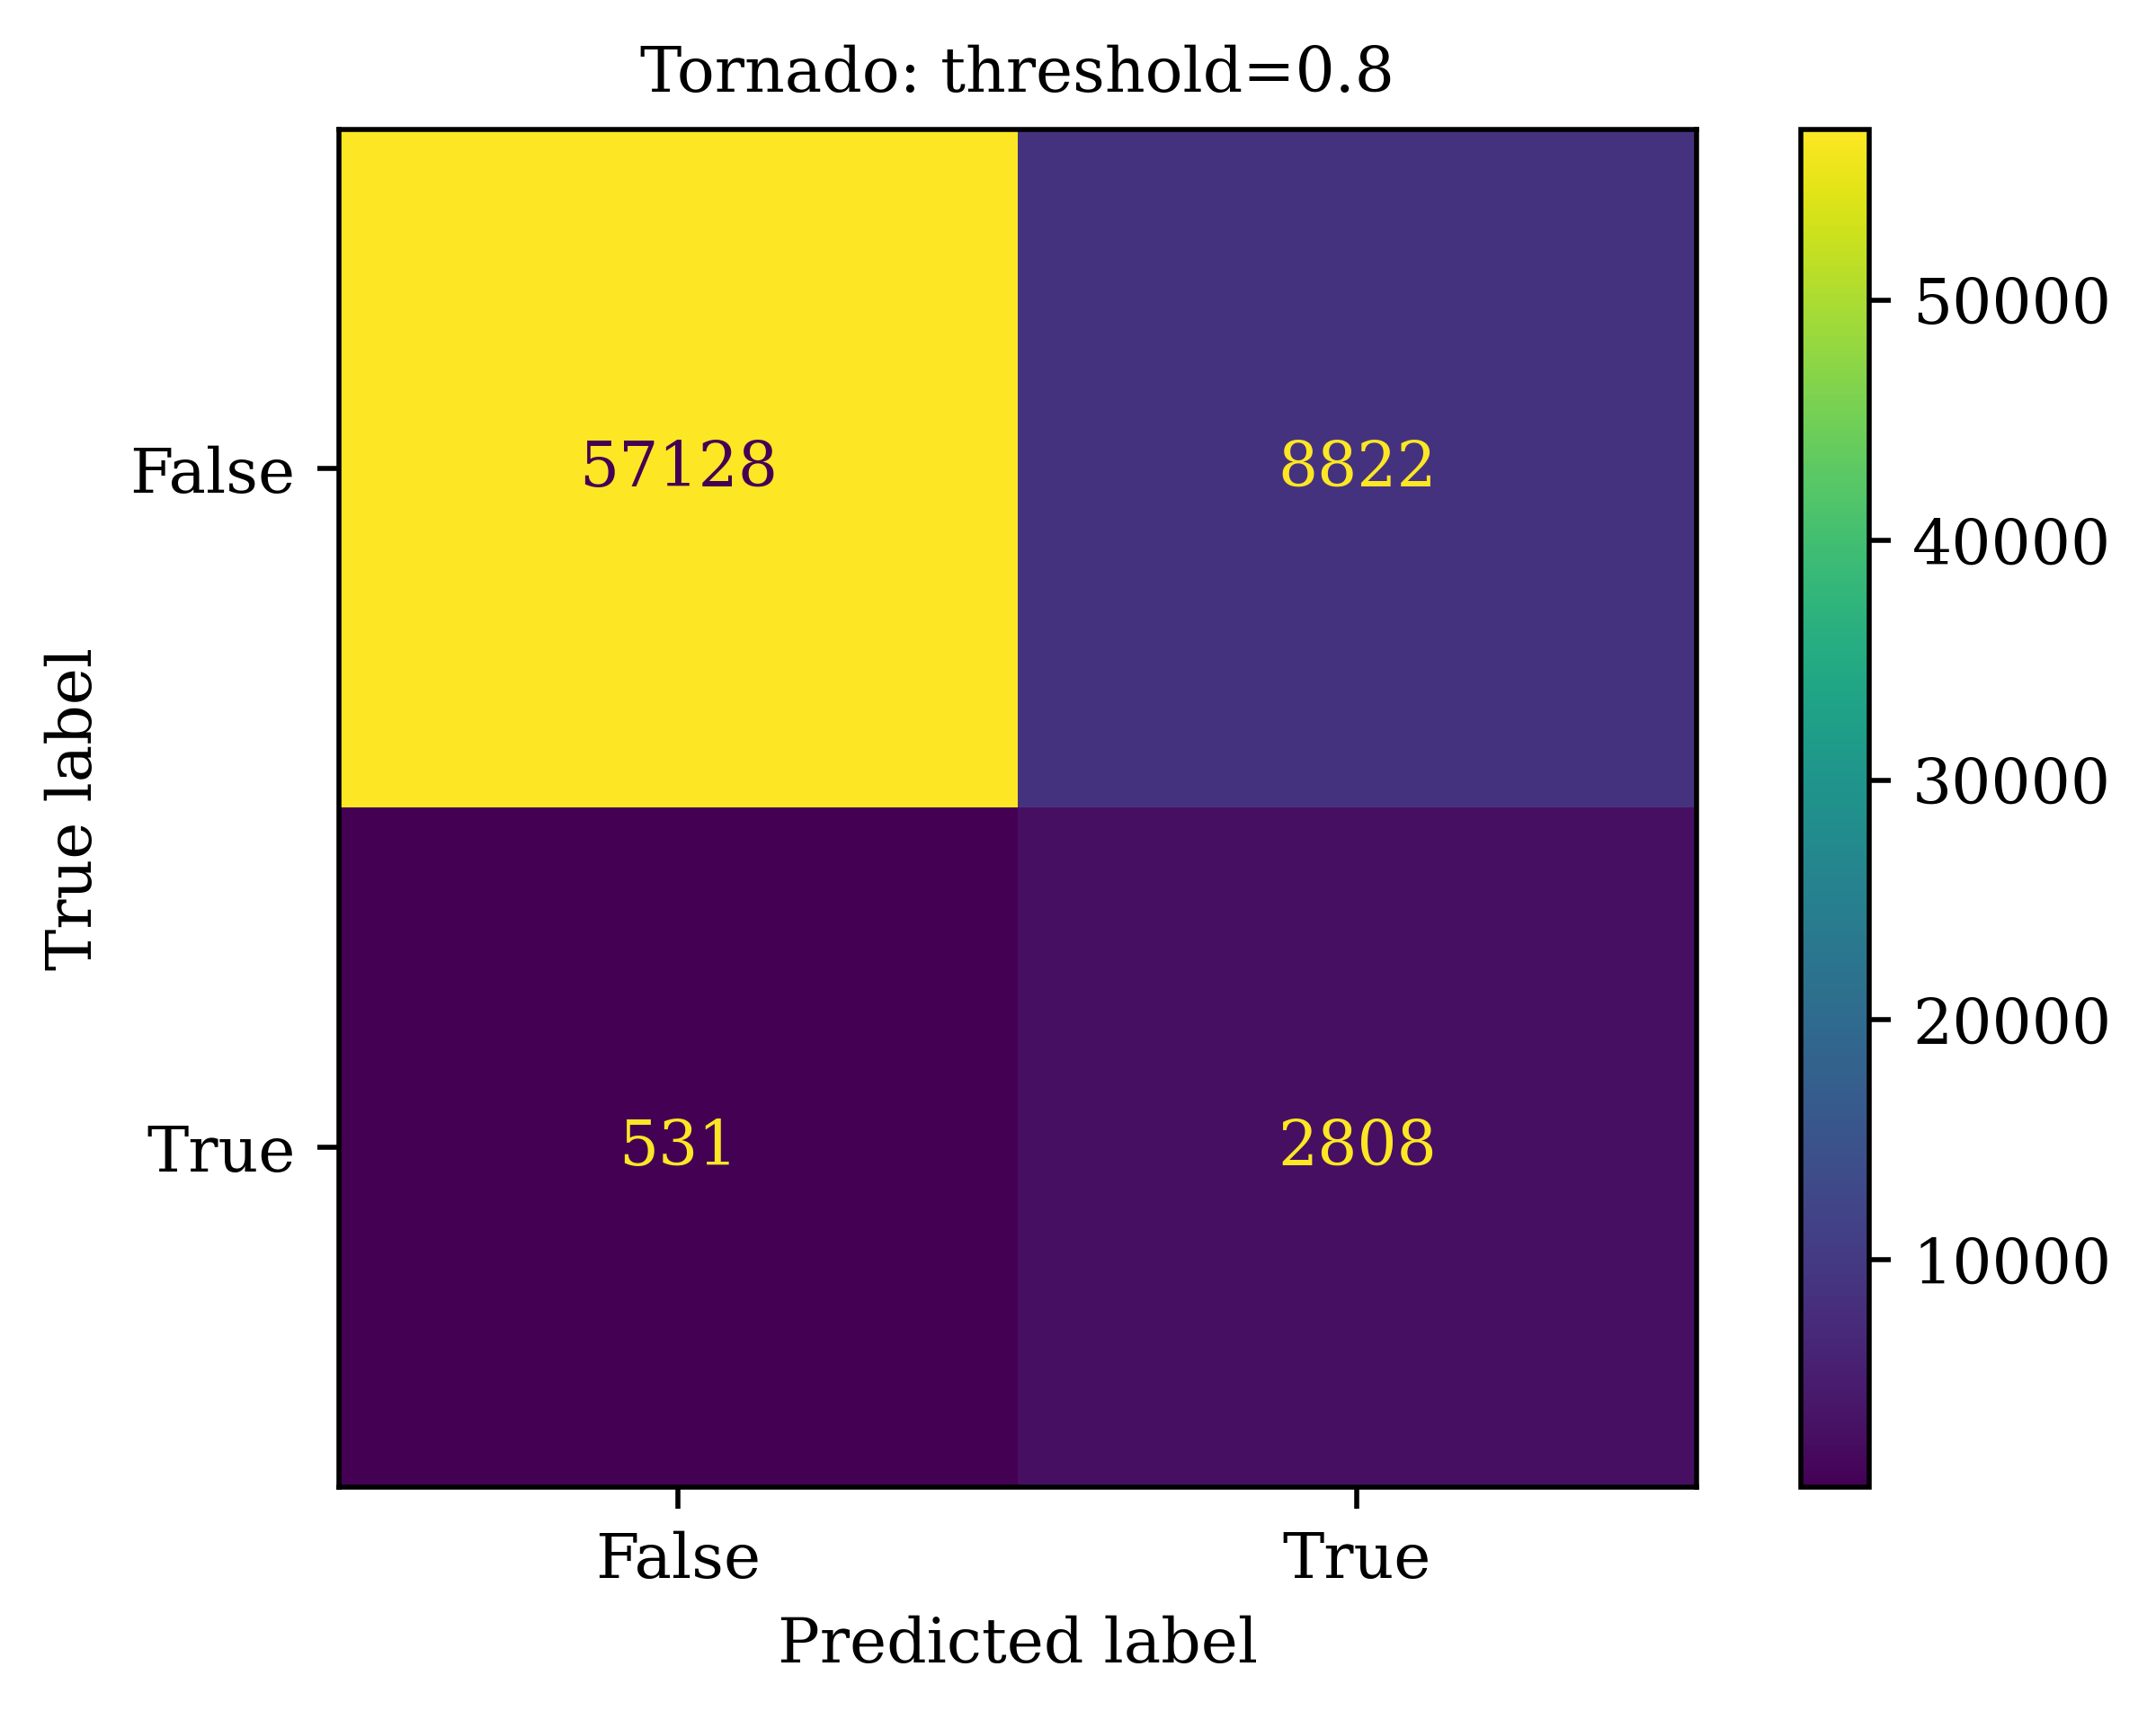 Tornado: threshold=0.8
True label
False
57128
8822
True
531
2808
False
True
Predicted label
50000
40000
30000
20000
10000